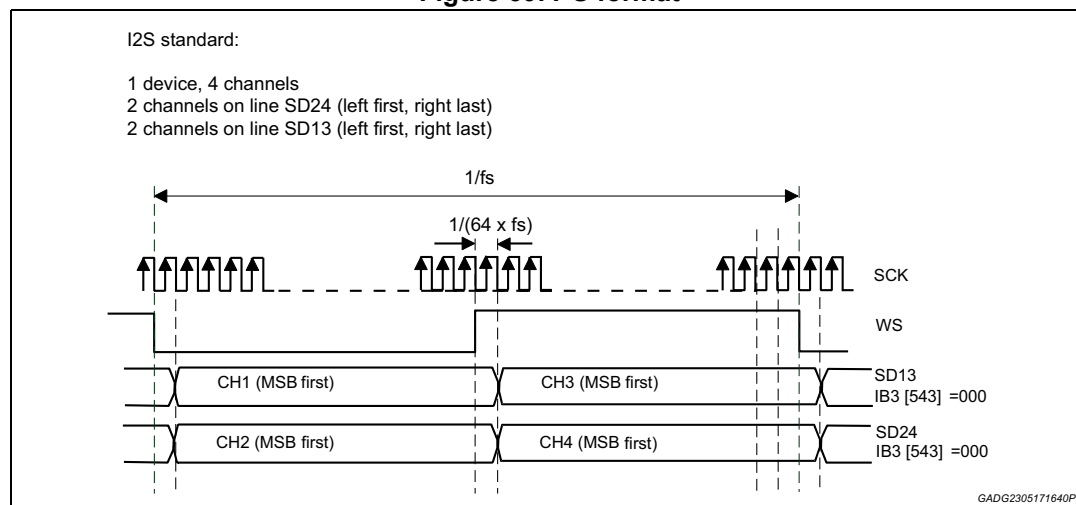 I2S standard:
1 device, 4 channels
2 channels on line SD24 (left first, right last)
2 channels on line SD13 (left first, right last)
1/fs
1/(64 x fs)
SCK
WS
CH1 (MSB first)
CH3 (MSB first)
SD13
IB3 [543] =000
CH2 (MSB first)
CH4 (MSB first)
SD24
IB3 [543] =000
GADG2305171640P